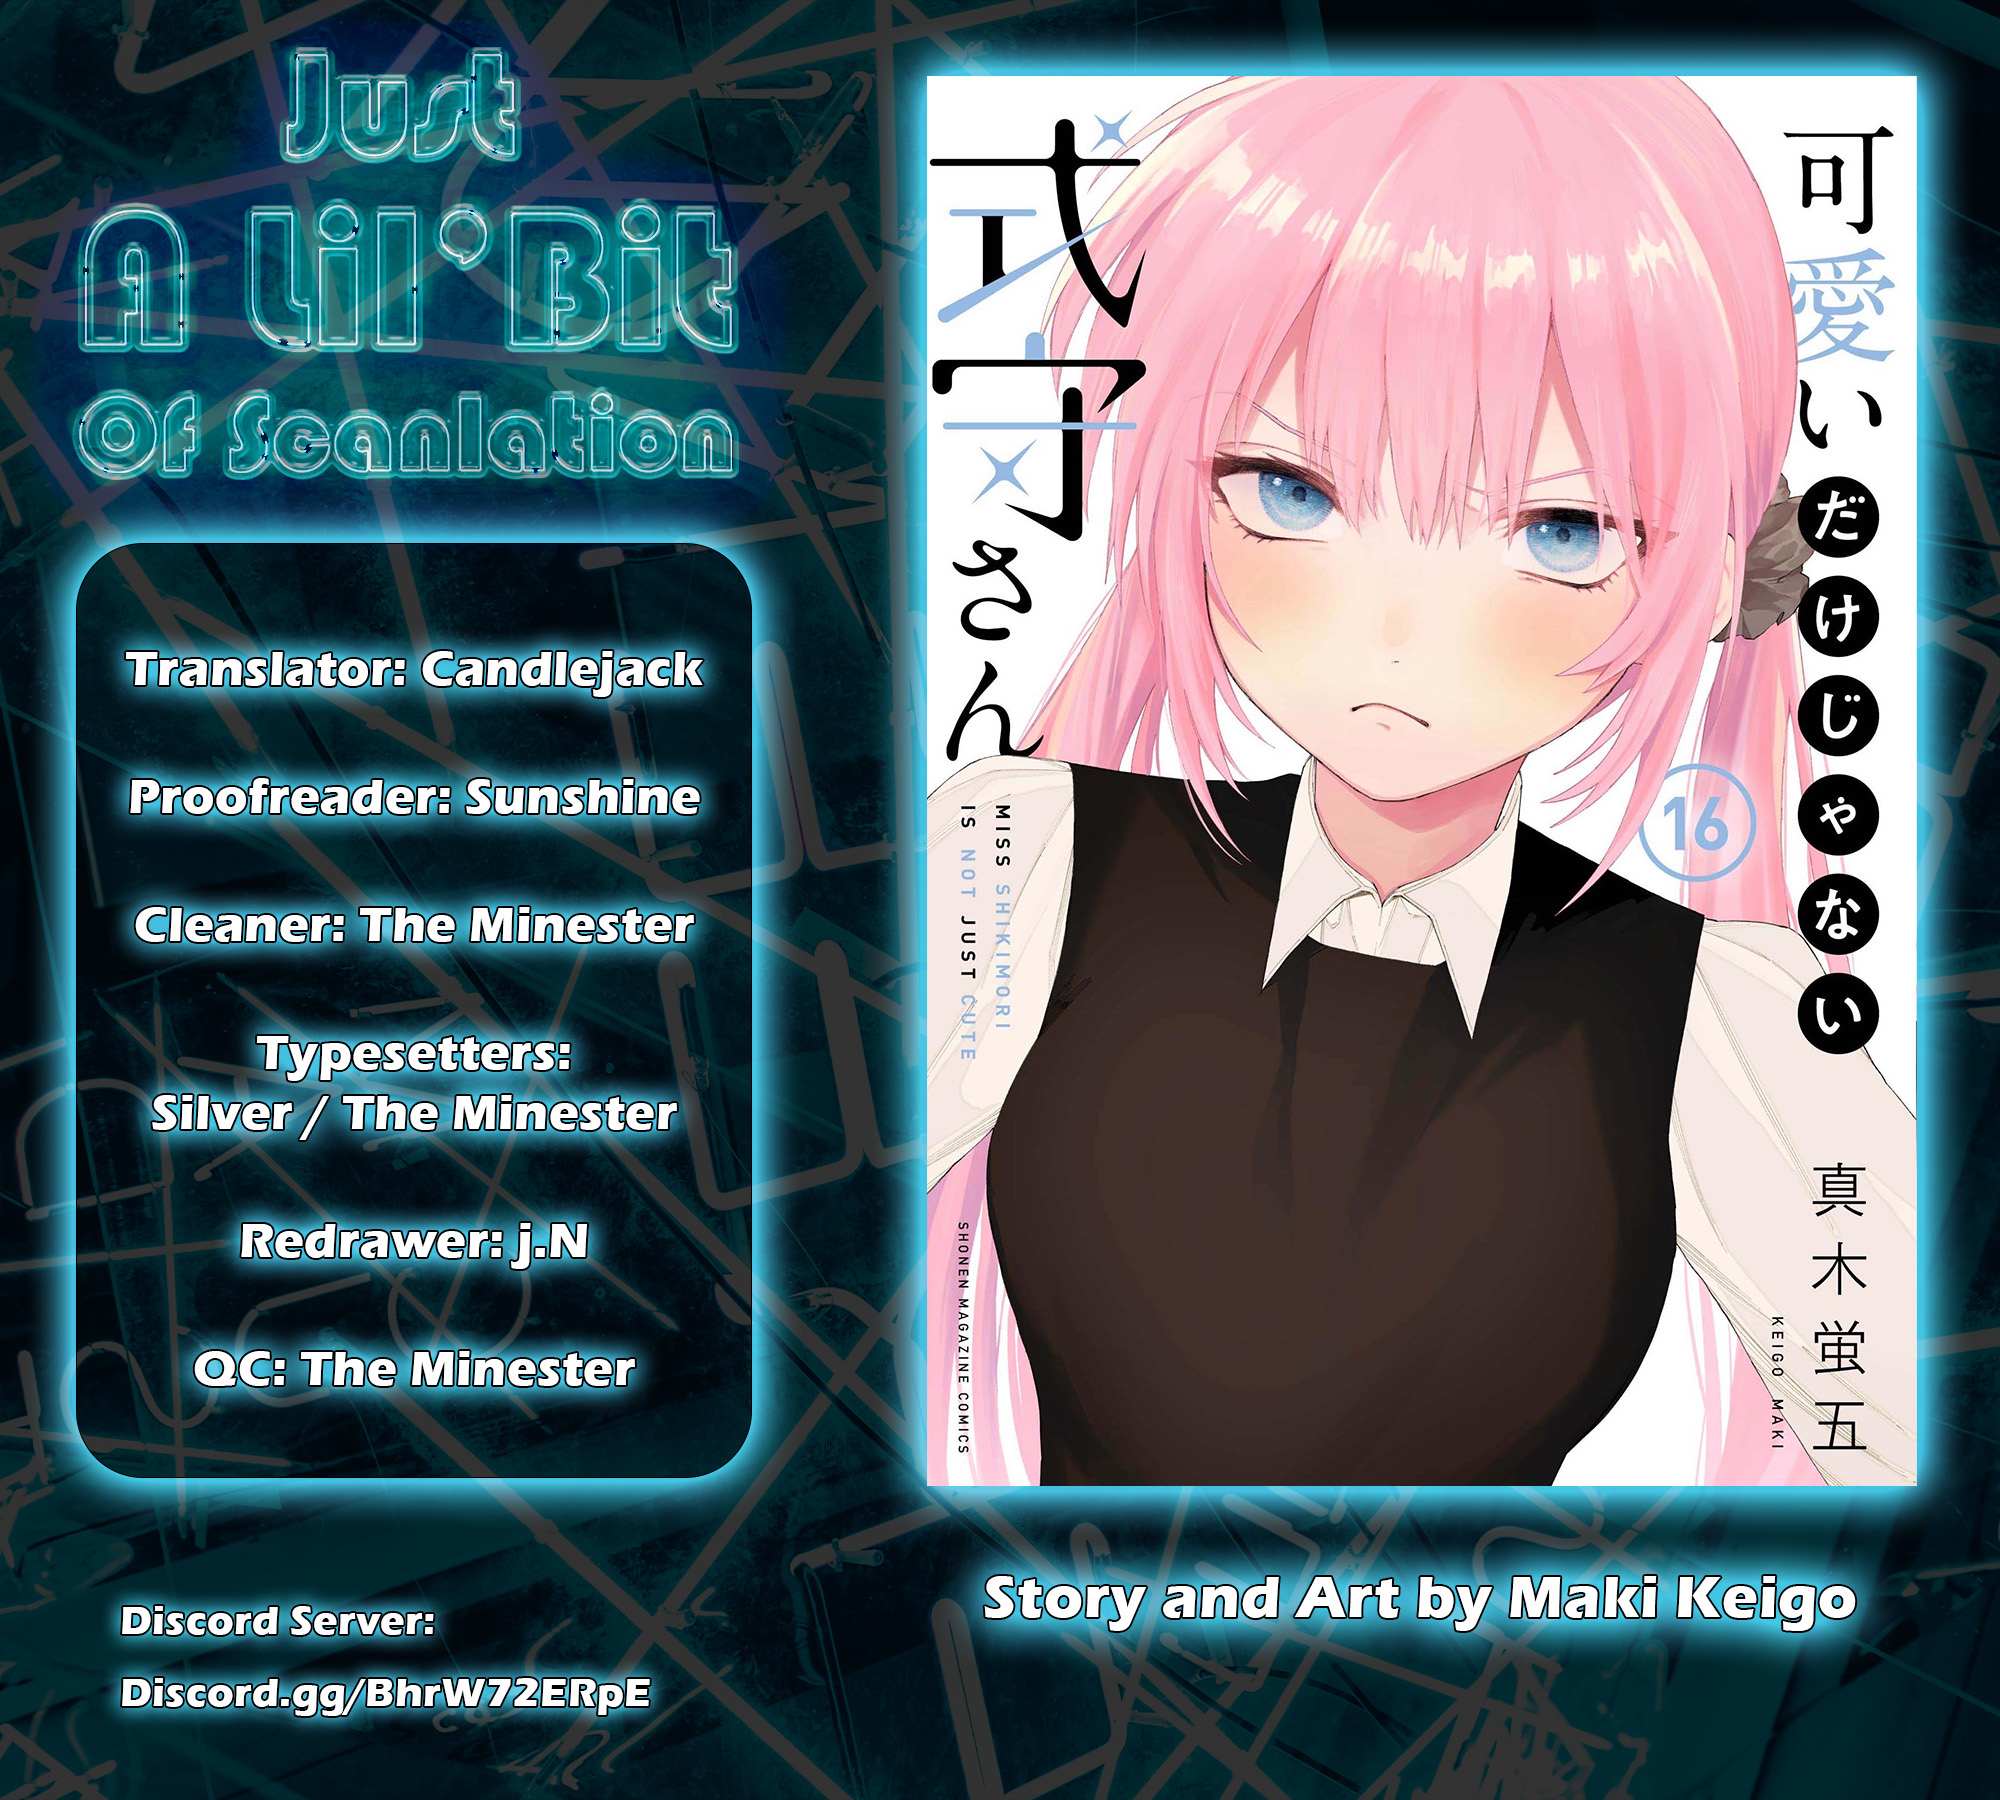 Just
A Lil' Bit
Of Scanlation
Translator: Candlejack
Proofreader: Sunshine
Cleaner: The Minester
Typesetters:
Silver / The Minester
Redrawer: j.N
QC: The Minester
Discord Server:
Discord.gg/BhrW72ERpE
可愛いだけじゃない
式守さん
16
MISS SHIKIMORI
IS NOT JUST CUTE
真木蛍五
KEIGO MAKI
SHONEN MAGAZINE COMICS
Story and Art by Maki Keigo